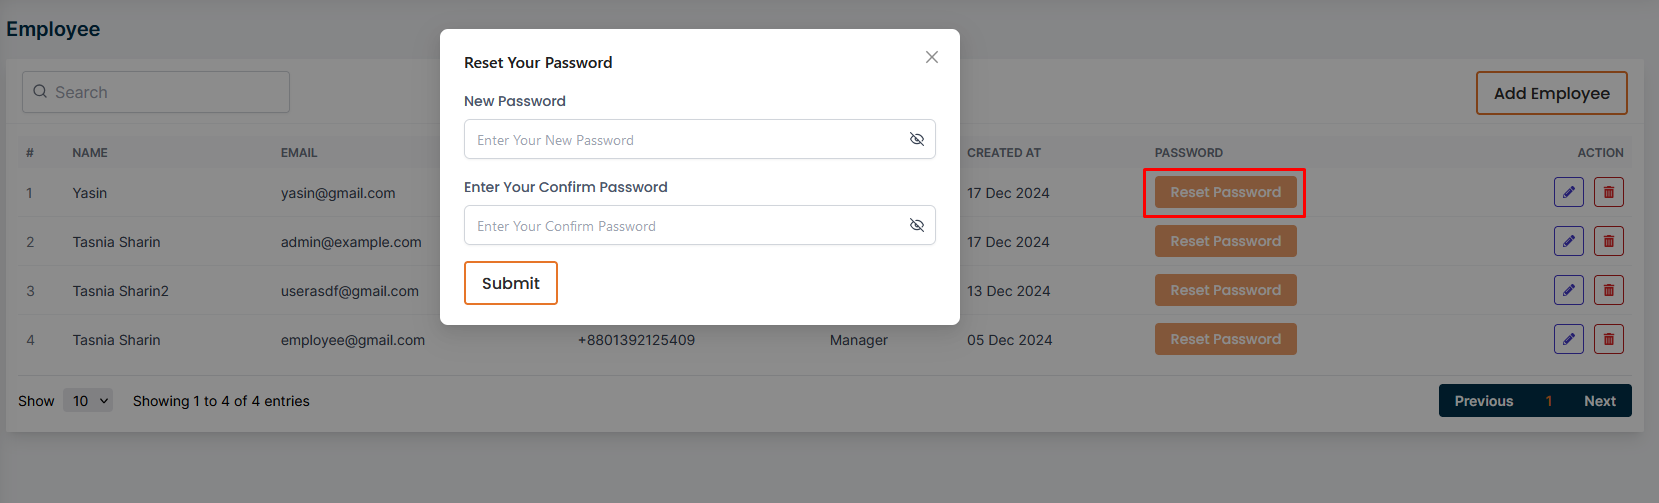 Employee
Reset Your Password
Search
Add Employee
New Password
Enter Your New Password
# NAME EMAIL CREATED AT PASSWORD ACTION
1 Yasin yasin@gmail.com 17 Dec 2024 Reset Password
Enter Your Confirm Password
Enter Your Confirm Password
2 Tasnia Sharin admin@example.com 17 Dec 2024 Reset Password
Submit
3 Tasnia Sharin2 userasdf@gmail.com 13 Dec 2024 Reset Password
4 Tasnia Sharin employee@gmail.com +8801392125409 Manager 05 Dec 2024 Reset Password
Show 10 Showing 1 to 4 of 4 entries Previous 1 Next